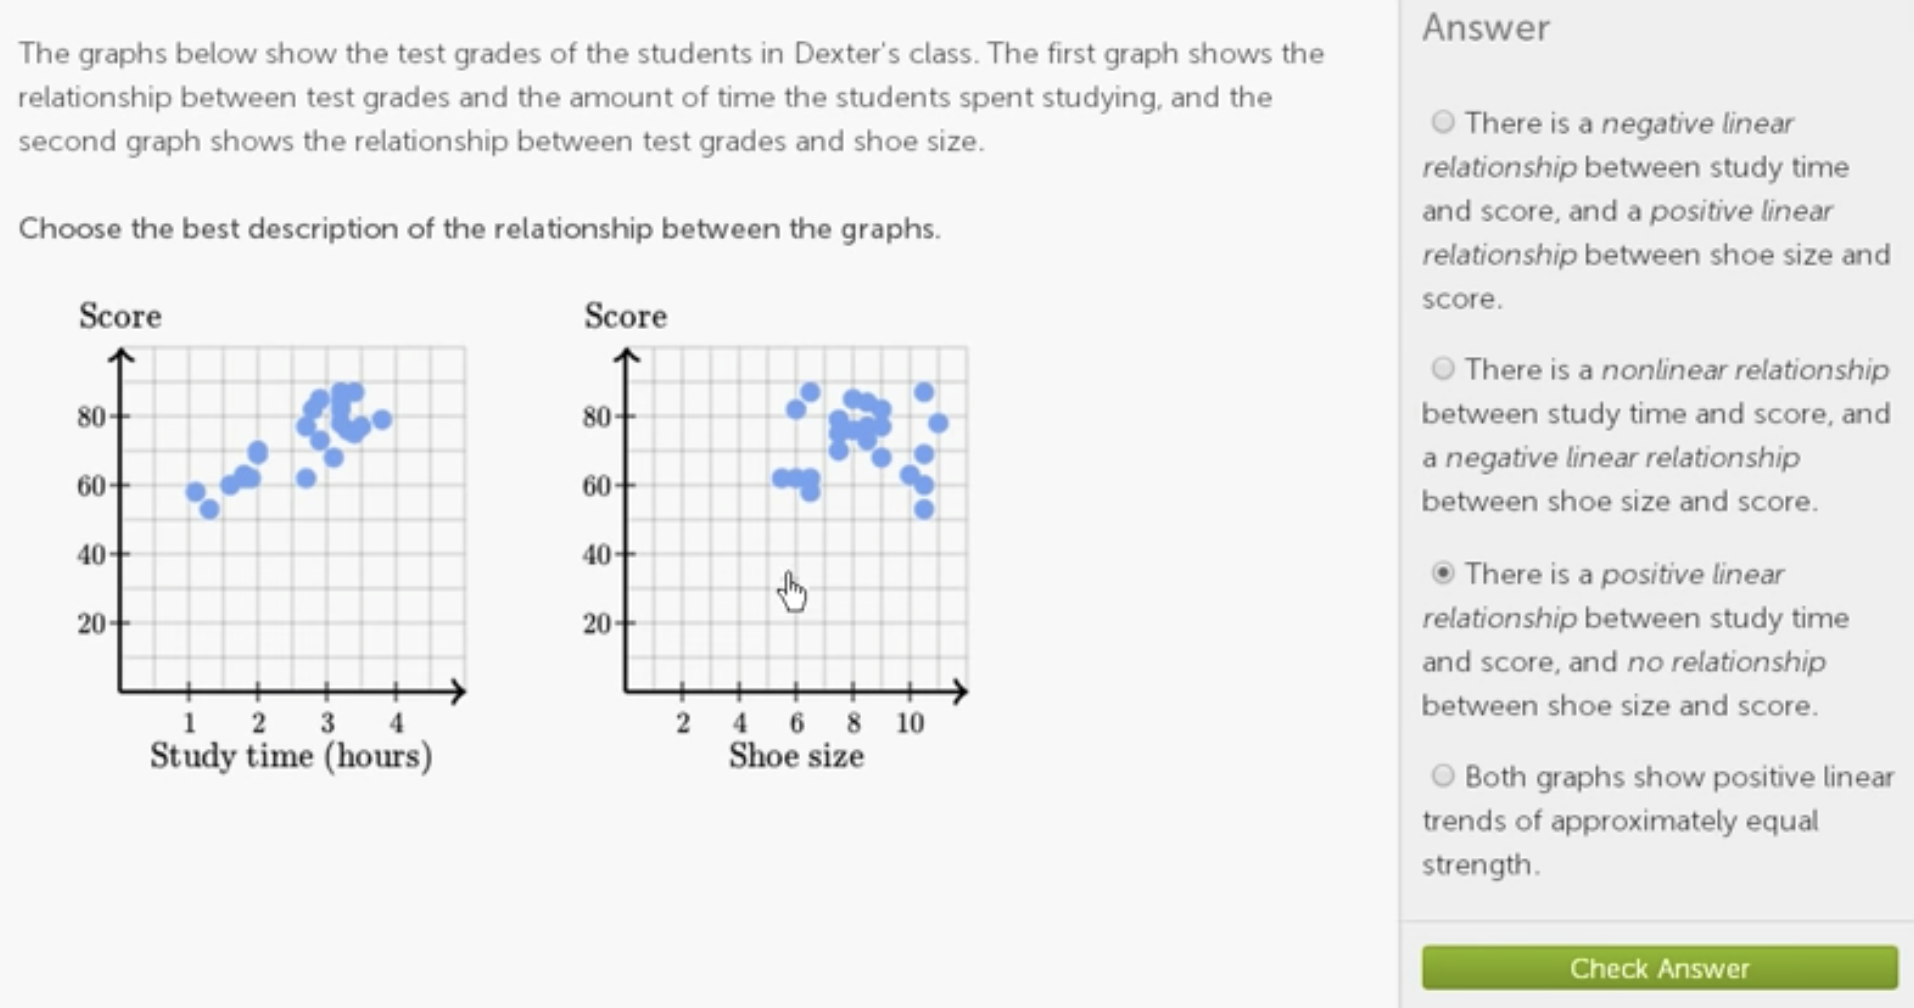 The graphs below show the test grades of the students in Dexter's class. The first graph shows the
relationship between test grades and the amount of time the students spent studying, and the
second graph shows the relationship between test grades and shoe size.
Choose the best description of the relationship between the graphs.
Score
80
60
40
20
1 2 3 4
Study time (hours)
Score
80
60
40
20
2 4 6 8 10
Shoe size
Answer
There is a negative linear
relationship between study time
and score, and a positive linear
relationship between shoe size and
score.
There is a nonlinear relationship
between study time and score, and
a negative linear relationship
between shoe size and score.
There is a positive linear
relationship between study time
and score, and no relationship
between shoe size and score.
Both graphs show positive linear
trends of approximately equal
strength.
Check Answer